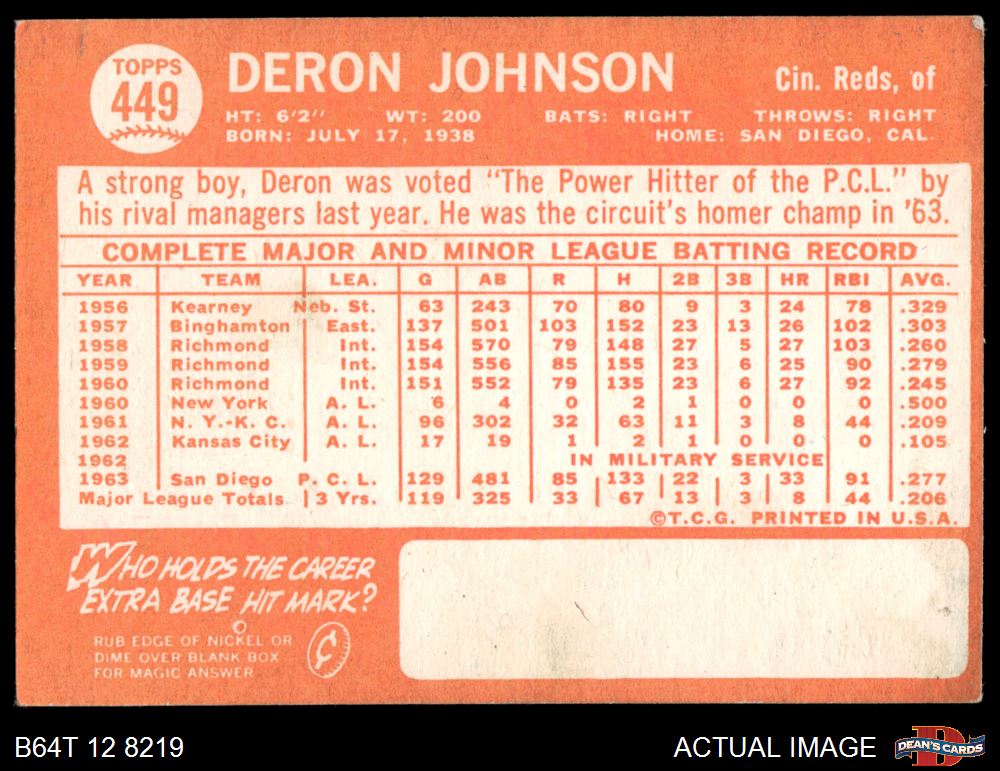 TOPPS
449
DERON JOHNSON
Cin. Reds, of
HT: 6'2" WT: 200 BATS: RIGHT THROWS: RIGHT
BORN: JULY 17, 1938 HOME: SAN DIEGO, CAL.
A strong boy, Deron was voted "The Power Hitter of the P.C.L." by
his rival managers last year. He was the circuit's homer champ in '63.
COMPLETE MAJOR AND MINOR LEAGUE BATTING RECORD
YEAR TEAM LEA. G AB R H 2B 3B HR RBI AVG.
1956 Kearney Neb. St. 63 243 70 80 9 3 24 78 .329
1957 Binghamton East. 137 501 103 152 23 13 26 102 .303
1958 Richmond Int. 154 570 79 148 27 5 27 103 .260
1959 Richmond Int. 154 556 85 155 23 6 25 90 .279
1960 Richmond Int. 151 552 79 135 23 6 27 92 .245
1960 New York A. L. 6 4 0 2 1 0 0 0 .500
1961 N. Y.-K. C. A. L. 96 302 32 63 11 3 8 44 .209
1962 Kansas City A. L. 17 19 1 2 1 0 0 0 .105
1962 IN MILITARY SERVICE
1963 San Diego P. C. L. 129 481 85 133 22 3 33 91 .277
Major League Totals 3 Yrs. 119 325 33 67 13 3 8 44 .206
©T.C.G. PRINTED IN U.S.A.
WHO HOLDS THE CAREER
EXTRA BASE HIT MARK?
RUB EDGE OF NICKEL OR
DIME OVER BLANK BOX
FOR MAGIC ANSWER
¢
B64T 12 8219
ACTUAL IMAGE
D
DEAN'S CARDS